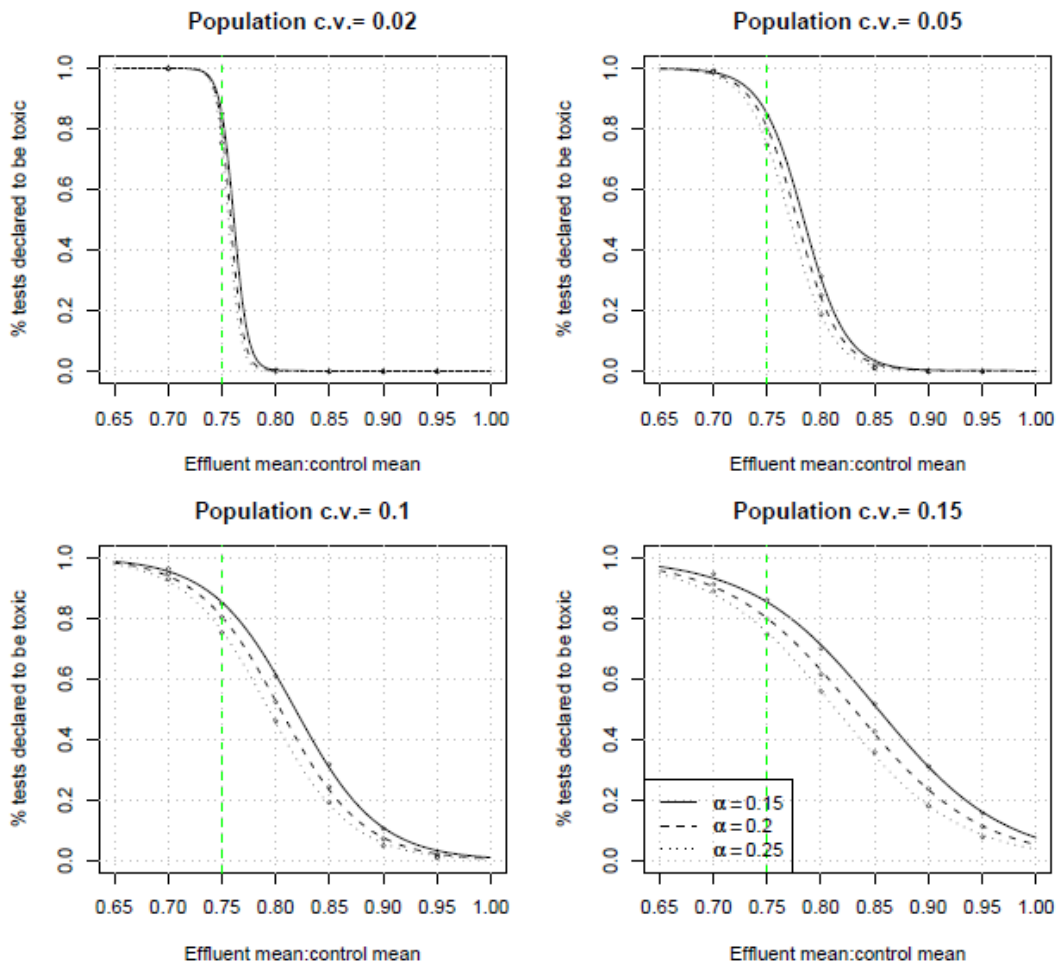 Population c.v.= 0.02
% tests declared to be toxic
1.0
0.8
0.6
0.4
0.2
0.0
0.65 0.70 0.75 0.80 0.85 0.90 0.95 1.00
Effluent mean:control mean
Population c.v.= 0.05
% tests declared to be toxic
1.0
0.8
0.6
0.4
0.2
0.0
0.65 0.70 0.75 0.80 0.85 0.90 0.95 1.00
Effluent mean:control mean
Population c.v.= 0.1
% tests declared to be toxic
1.0
0.8
0.6
0.4
0.2
0.0
0.65 0.70 0.75 0.80 0.85 0.90 0.95 1.00
Effluent mean:control mean
Population c.v.= 0.15
% tests declared to be toxic
1.0
0.8
0.6
0.4
0.2
0.0
α = 0.15
α = 0.2
α = 0.25
0.65 0.70 0.75 0.80 0.85 0.90 0.95 1.00
Effluent mean:control mean